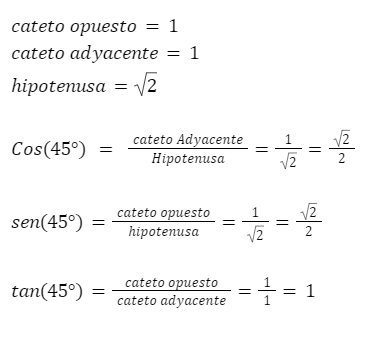 cateto opuesto = 1
cateto adyacente = 1
hipotenusa = √2
Cos(45°) = cateto Adyacente / Hipotenusa = 1/√2 = √2/2
sen(45°) = cateto opuesto / hipotenusa = 1/√2 = √2/2
tan(45°) = cateto opuesto / cateto adyacente = 1/1 = 1